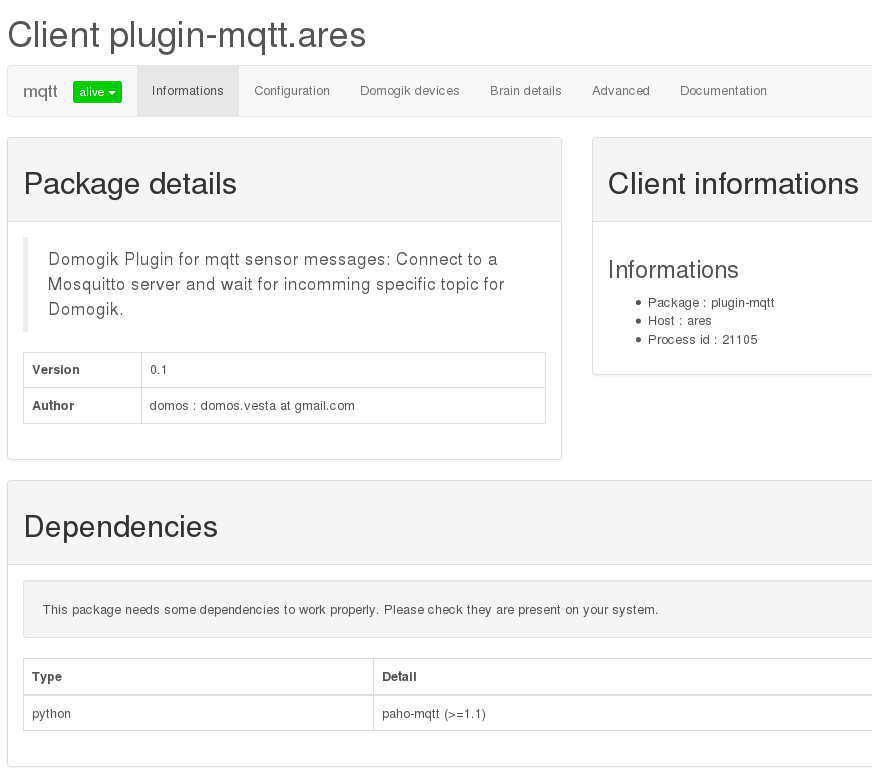 Client plugin-mqtt.ares
mqtt alive Informations Configuration Domogik devices Brain details Advanced Documentation
Package details
Domogik Plugin for mqtt sensor messages: Connect to a
Mosquitto server and wait for incomming specific topic for
Domogik.
Version 0.1
Author domos : domos.vesta at gmail.com
Client informations
Informations
Package : plugin-mqtt
Host : ares
Process id : 21105
Dependencies
This package needs some dependencies to work properly. Please check they are present on your system.
Type Detail
python paho-mqtt (>=1.1)